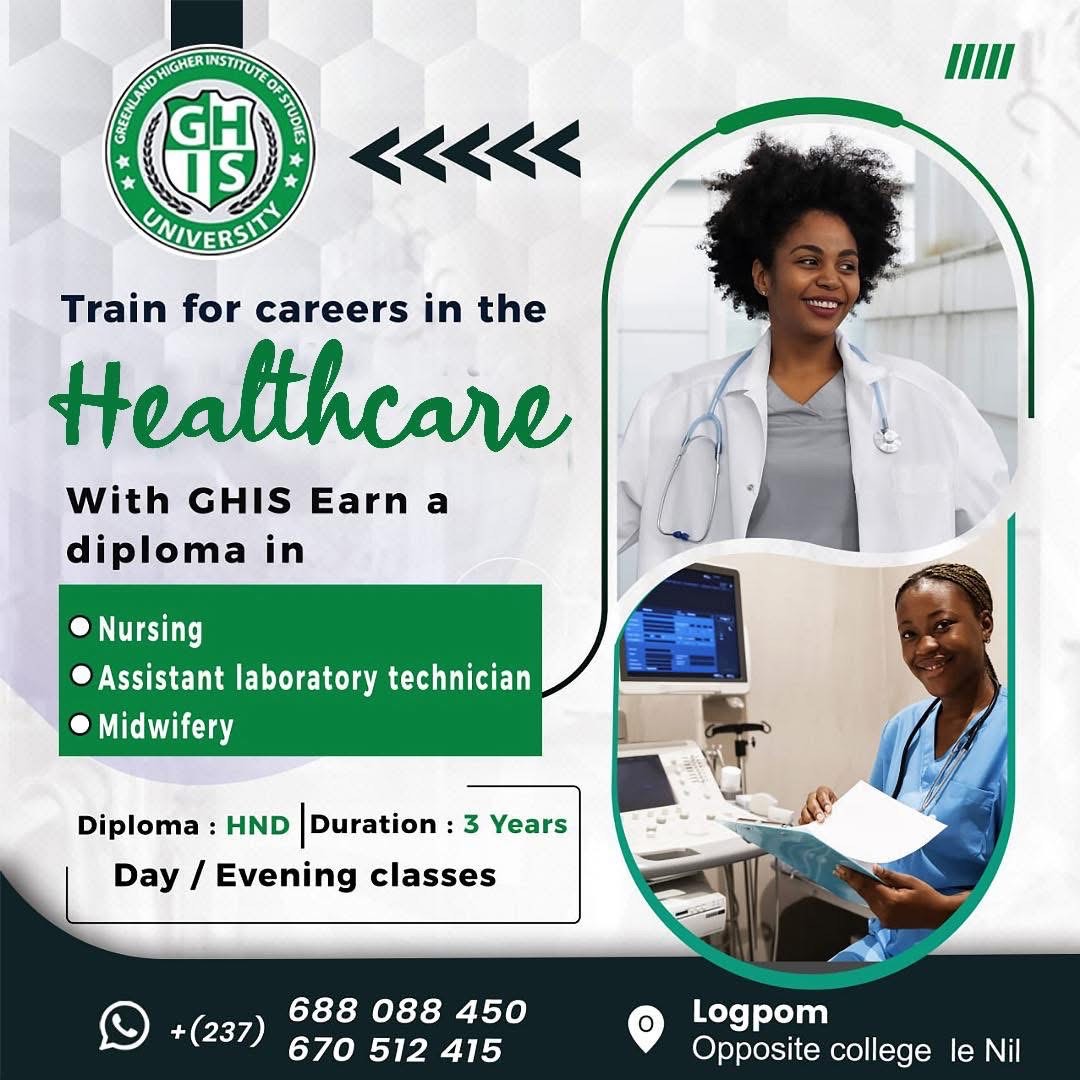 GREENLAND HIGHER INSTITUTE OF STUDIES
GH
IS
UNIVERSITY
Train for careers in the
Healthcare
With GHIS Earn a
diploma in
Nursing
Assistant laboratory technician
Midwifery
Diploma : HND | Duration : 3 Years
Day / Evening classes
+(237) 688 088 450
670 512 415
Logpom
Opposite college le Nil